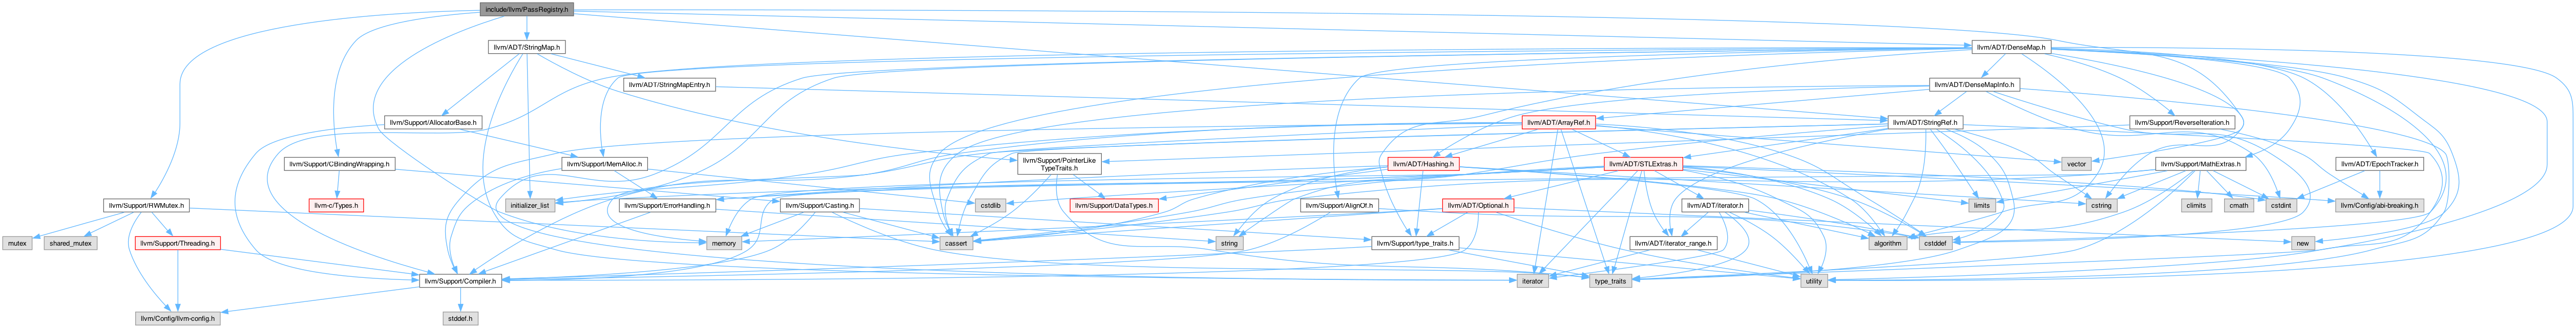 include/llvm/PassRegistry.h
llvm/ADT/StringMap.h
llvm/ADT/DenseMap.h
llvm/ADT/StringMapEntry.h
llvm/ADT/DenseMapInfo.h
llvm/Support/AllocatorBase.h
llvm/ADT/ArrayRef.h
llvm/ADT/StringRef.h
llvm/Support/ReverseIteration.h
llvm/Support/CBindingWrapping.h
llvm/Support/MemAlloc.h
llvm/Support/PointerLike
TypeTraits.h
llvm/ADT/Hashing.h
llvm/ADT/STLExtras.h
vector
llvm/Support/MathExtras.h
llvm/ADT/EpochTracker.h
llvm/Support/RWMutex.h
llvm-c/Types.h
initializer_list
llvm/Support/ErrorHandling.h
llvm/Support/Casting.h
cstdlib
llvm/Support/DataTypes.h
llvm/Support/AlignOf.h
llvm/ADT/Optional.h
llvm/ADT/iterator.h
limits
cstring
climits
cmath
cstdint
llvm/Config/abi-breaking.h
mutex
shared_mutex
llvm/Support/Threading.h
memory
cassert
string
llvm/Support/type_traits.h
llvm/ADT/iterator_range.h
algorithm
cstddef
new
llvm/Support/Compiler.h
iterator
type_traits
utility
llvm/Config/llvm-config.h
stddef.h